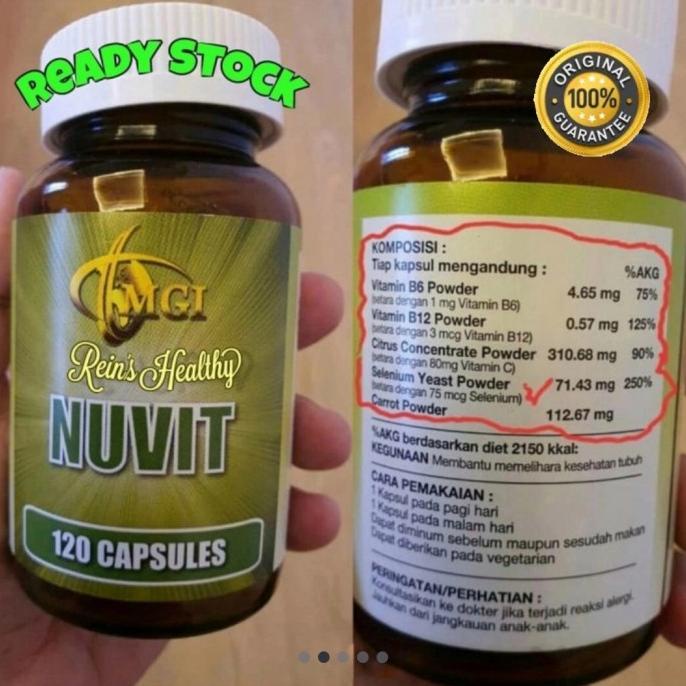 READY STOCK
MGI
Rein's Healthy
NUVIT
120 CAPSULES
ORIGINAL
100%
GUARANTEE
KOMPOSISI :
Tiap kapsul mengandung : %AKG
Vitamin B6 Powder 4.65 mg 75%
(setara dengan 1 mg Vitamin B6)
Vitamin B12 Powder 0.57 mg 125%
(setara dengan 3 mcg Vitamin B12)
Citrus Concentrate Powder 310.68 mg 90%
(setara dengan 80mg Vitamin C)
Selenium Yeast Powder 71.43 mg 250%
(setara dengan 75 mcg Selenium)
Carrot Powder 112.67 mg
%AKG berdasarkan diet 2150 kkal:
KEGUNAAN Membantu memelihara kesehatan tubuh
CARA PEMAKAIAN :
1 Kapsul pada pagi hari
1 Kapsul pada malam hari
Dapat diminum sebelum maupun sesudah makan
Dapat diberikan pada vegetarian
PERINGATAN/PERHATIAN :
Konsultasikan ke dokter jika terjadi reaksi alergi.
Jauhkan dari jangkauan anak-anak.